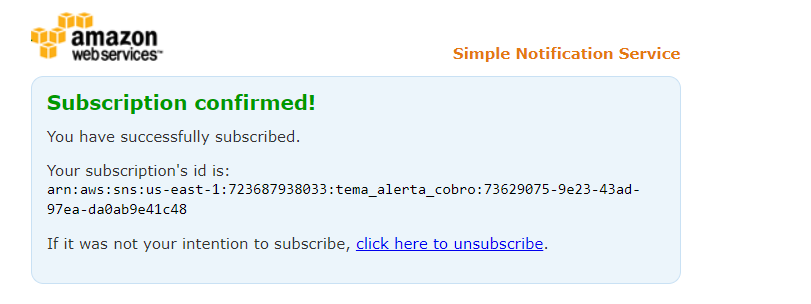 amazon
webservices™
Simple Notification Service
Subscription confirmed!
You have successfully subscribed.
Your subscription's id is:
arn:aws:sns:us-east-1:723687938033:tema_alerta_cobro:73629075-9e23-43ad-
97ea-da0ab9e41c48
If it was not your intention to subscribe, click here to unsubscribe.